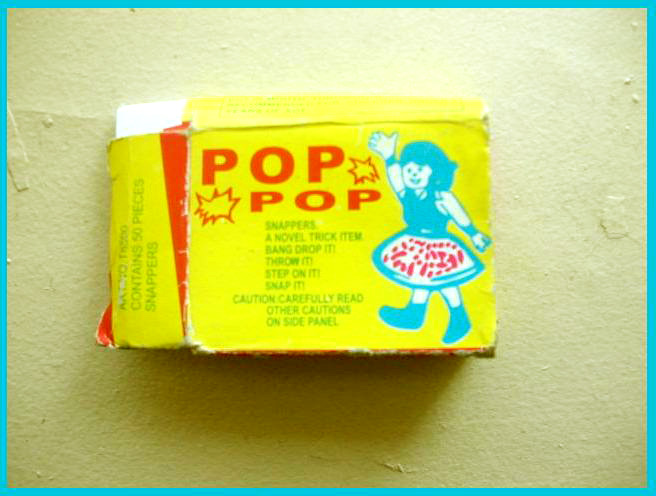 POP
POP
SNAPPERS.
A NOVEL TRICK ITEM.
BANG DROP IT!
THROW IT!
STEP ON IT!
SNAP IT!
CAUTION:CAREFULLY READ
OTHER CAUTIONS
ON SIDE PANEL
CONTAINS:50 PIECES
SNAPPERS